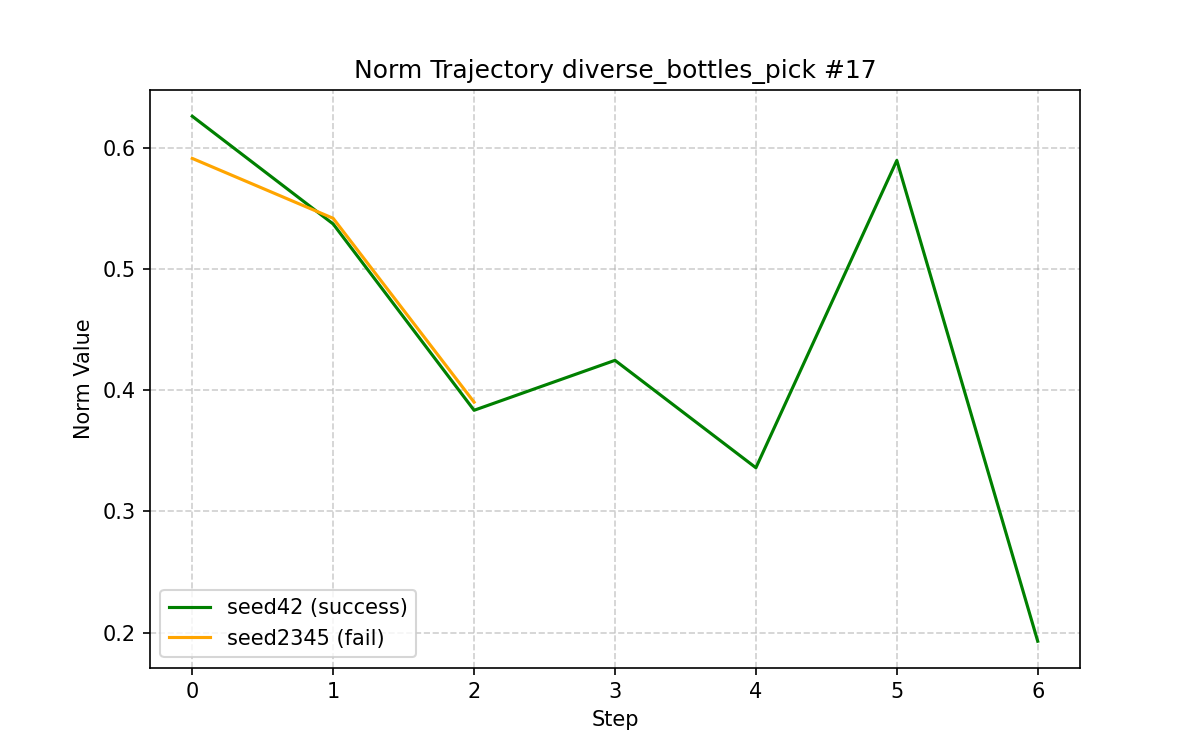 Norm Trajectory diverse_bottles_pick #17
Norm Value
0.6
0.5
0.4
0.3
0.2
seed42 (success)
seed2345 (fail)
0 1 2 3 4 5 6
Step